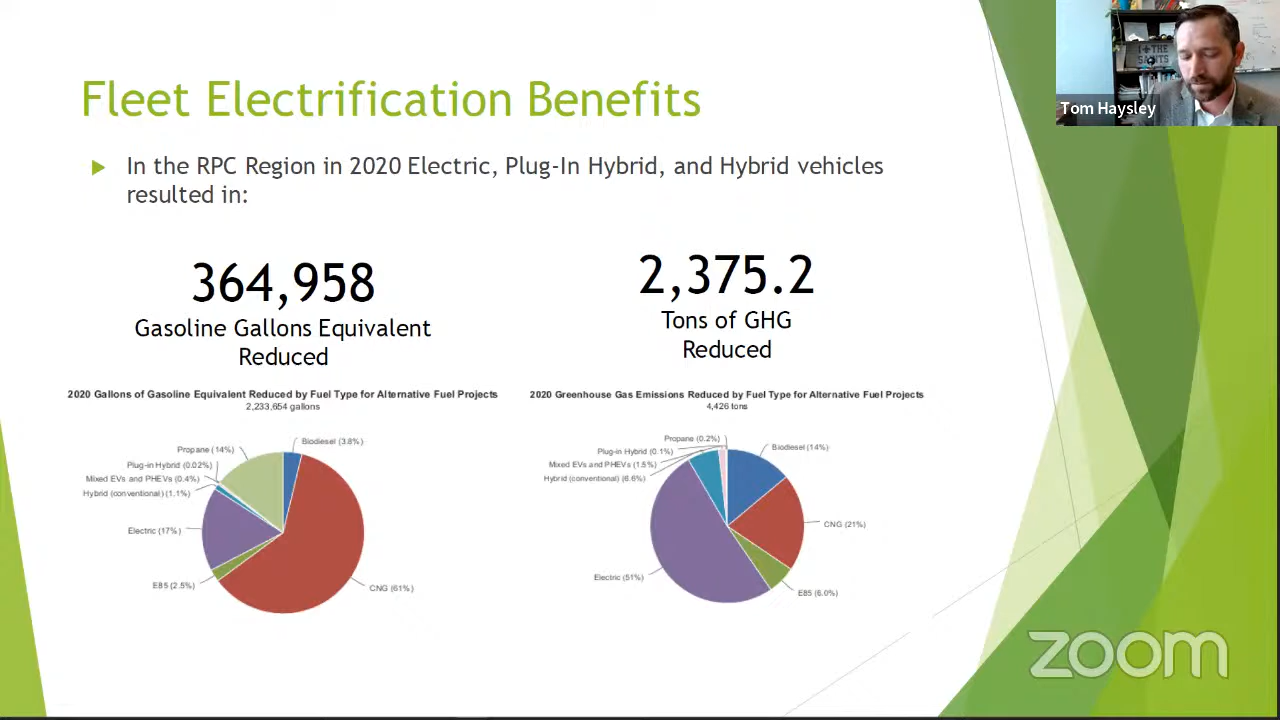 Fleet Electrification Benefits
In the RPC Region in 2020 Electric, Plug-In Hybrid, and Hybrid vehicles
resulted in:
364,958
Gasoline Gallons Equivalent
Reduced
2,375.2
Tons of GHG
Reduced
2020 Gallons of Gasoline Equivalent Reduced by Fuel Type for Alternative Fuel Projects
2,233,654 gallons
Biodiesel (3.8%)
Propane (14%)
Plug-in Hybrid (0.02%)
Mixed EVs and PHEVs (0.4%)
Hybrid (conventional) (1.1%)
Electric (17%)
E85 (2.5%)
CNG (61%)
2020 Greenhouse Gas Emissions Reduced by Fuel Type for Alternative Fuel Projects
4,426 tons
Propane (0.2%)
Biodiesel (14%)
Plug-in Hybrid (0.1%)
Mixed EVs and PHEVs (1.5%)
Hybrid (conventional) (6.6%)
CNG (21%)
Electric (51%)
E85 (6.0%)
THE
SAINTS
Tom Haysley
zoom